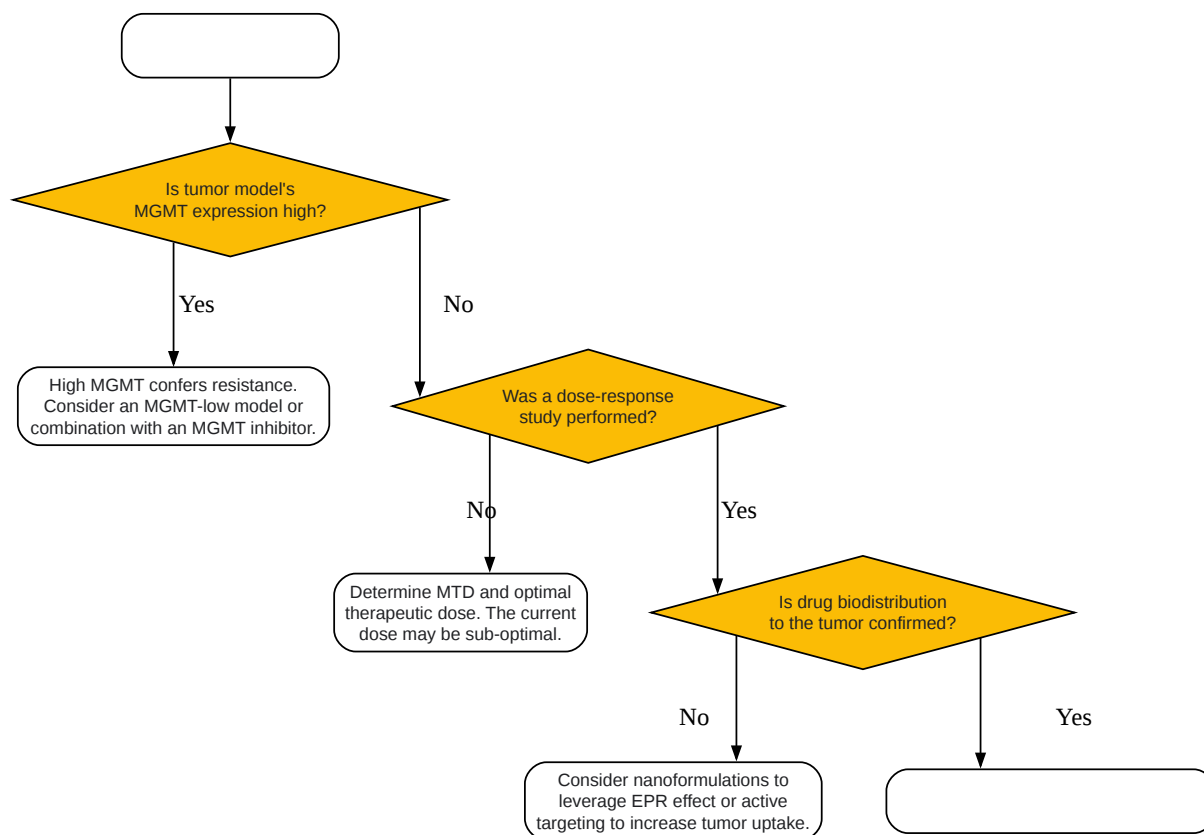 Is tumor model's
MGMT expression high?
Yes
No
High MGMT confers resistance.
Consider an MGMT-low model or
combination with an MGMT inhibitor.
Was a dose-response
study performed?
No
Yes
Determine MTD and optimal
therapeutic dose. The current
dose may be sub-optimal.
Is drug biodistribution
to the tumor confirmed?
No
Yes
Consider nanoformulations to
leverage EPR effect or active
targeting to increase tumor uptake.